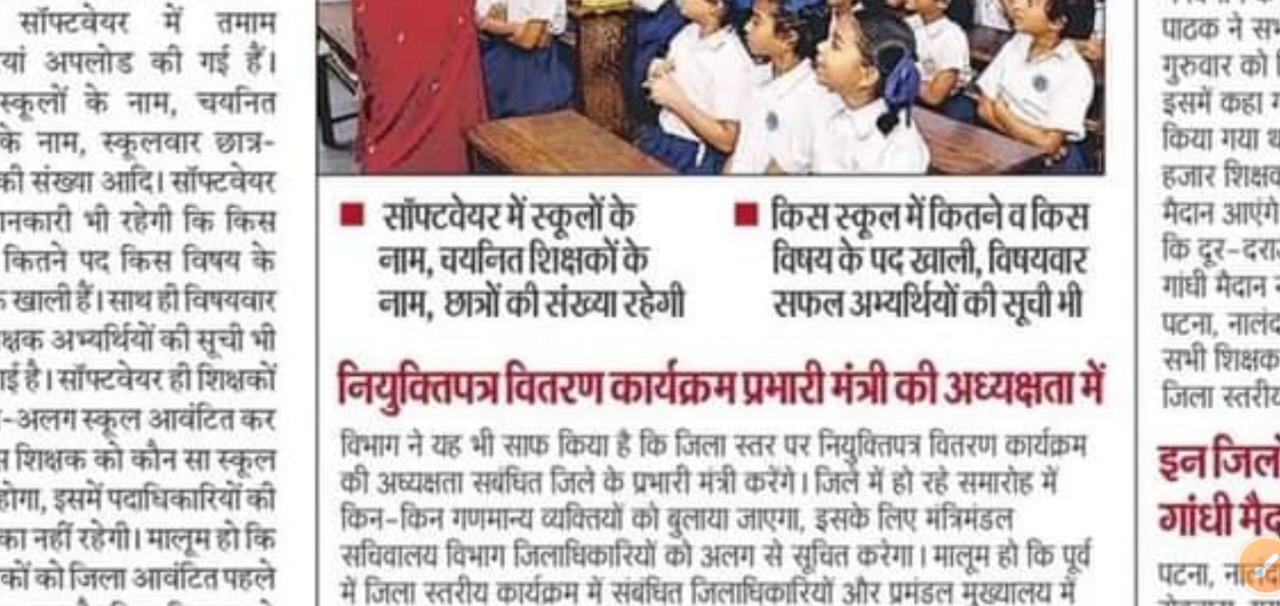 सॉफ्टवेयर में तमाम
अपलोड की गई हैं।
स्कूलों के नाम, चयनित
के नाम, स्कूलवार छात्र-
की संख्या आदि। सॉफ्टवेयर
भी रहेगी कि किस
कितने पद किस विषय के
खाली हैं। साथ ही विषयवार
अभ्यर्थियों की सूची भी
है। सॉफ्टवेयर ही शिक्षकों
-अलग स्कूल आवंटित कर
शिक्षक को कौन सा स्कूल
होगा, इसमें पदाधिकारियों की
नहीं रहेगी। मालूम हो कि
को जिला आवंटित पहले
■ सॉफ्टवेयर में स्कूलों के
नाम, चयनित शिक्षकों के
नाम, छात्रों की संख्या रहेगी
■ किस स्कूल में कितने व किस
विषय के पद खाली, विषयवार
सफल अभ्यर्थियों की सूची भी
नियुक्तिपत्र वितरण कार्यक्रम प्रभारी मंत्री की अध्यक्षता में
विभाग ने यह भी साफ किया है कि जिला स्तर पर नियुक्तिपत्र वितरण कार्यक्रम
की अध्यक्षता सबंधित जिले के प्रभारी मंत्री करेंगे। जिले में हो रहे समारोह में
किन-किन गणमान्य व्यक्तियों को बुलाया जाएगा, इसके लिए मंत्रिमंडल
सचिवालय विभाग जिलाधिकारियों को अलग से सूचित करेगा। मालूम हो कि पूर्व
में जिला स्तरीय कार्यक्रम में संबंधित जिलाधिकारियों और प्रमंडल मुख्यालय में
पाठक ने
गुरुवार को
इसमें कहा
किया गया
हजार
मैदान आएंगे
कि
गांधी मैदान
पटना,
सभी शिक्षक
जिला स्तरीय
इन
गांधी
पटना,